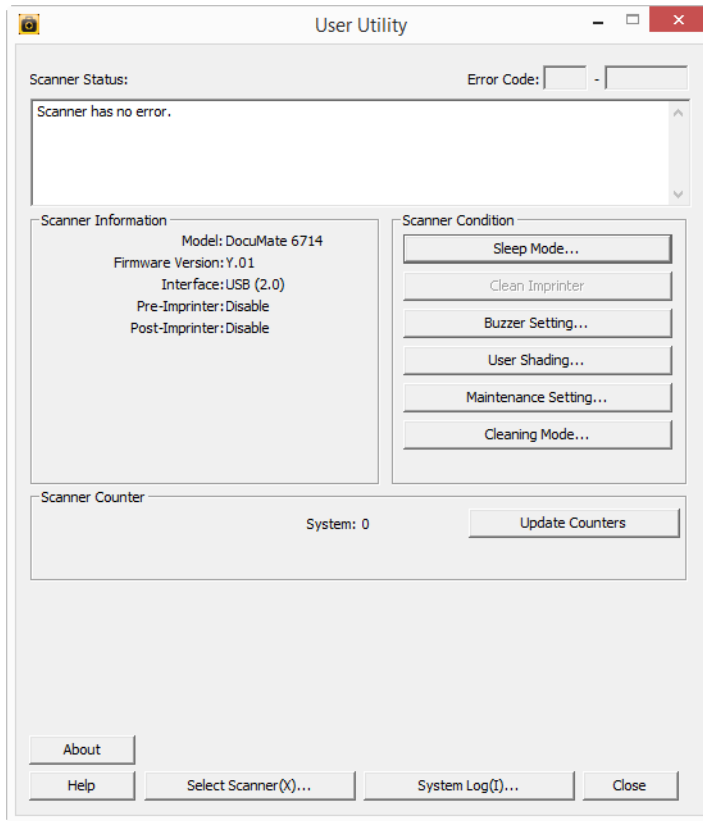 User Utility
Scanner Status:
Error Code:
-
Scanner has no error.
Scanner Information
Model: DocuMate 6714
Firmware Version: Y.01
Interface: USB (2.0)
Pre-Imprinter: Disable
Post-Imprinter: Disable
Scanner Condition
Sleep Mode...
Clean Imprinter
Buzzer Setting...
User Shading...
Maintenance Setting...
Cleaning Mode...
Scanner Counter
System: 0
Update Counters
About
Help
Select Scanner(X)...
System Log(I)...
Close